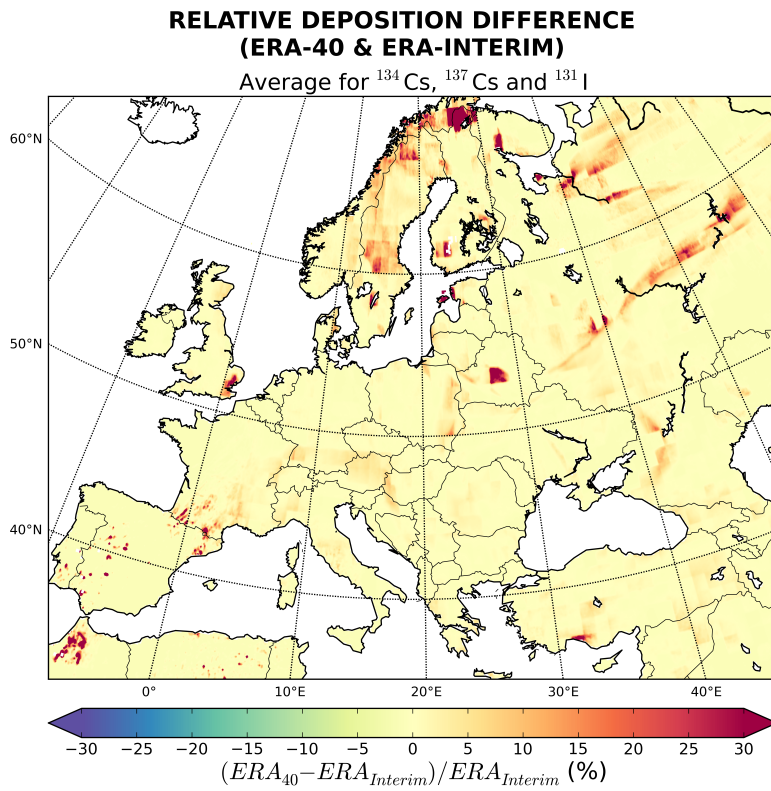 RELATIVE DEPOSITION DIFFERENCE
(ERA-40 & ERA-INTERIM)
Average for ¹³⁴Cs, ¹³⁷Cs and ¹³¹I
60°N
50°N
40°N
0° 10°E 20°E 30°E 40°E
−30 −25 −20 −15 −10 −5 0 5 10 15 20 25 30
(ERA₄₀−ERA_Interim)/ERA_Interim (%)